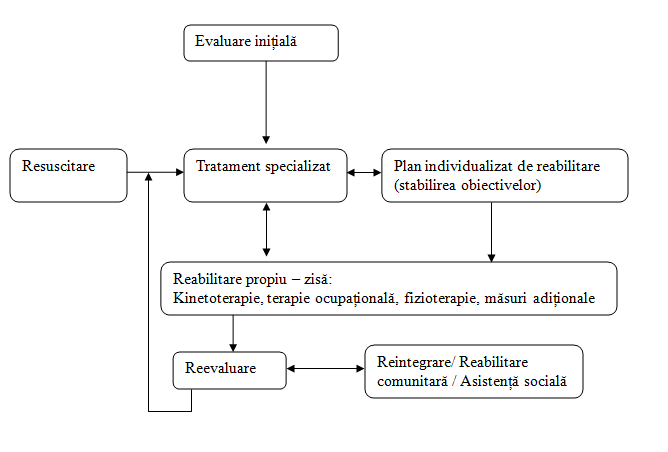 Evaluare inițială
Resuscitare
Tratament specializat
Plan individualizat de reabilitare
(stabilirea obiectivelor)
Reabilitare propiu – zisă:
Kinetoterapie, terapie ocupațională, fizioterapie, măsuri adiționale
Reevaluare
Reintegrare/ Reabilitare
comunitară / Asistență socială